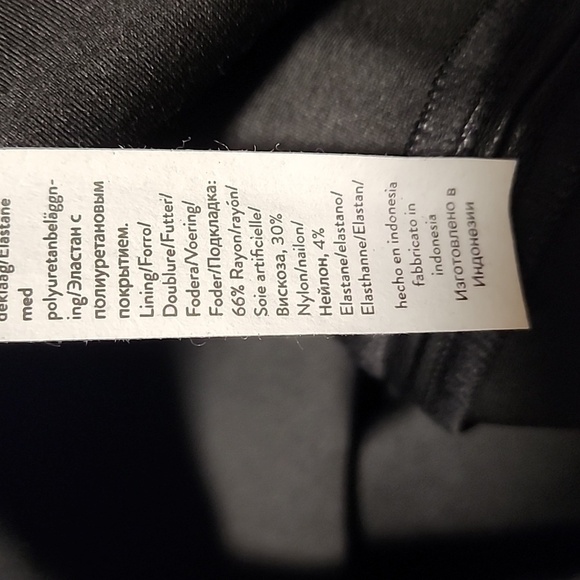 Elastane
med
polyuretanbeläggn-
ing/Эластан с
полиуретановым
покрытием.
Lining/Forro/
Doublure/Futter/
Fodera/Voering/
Foder/Подкладка:
66% Rayon/rayón/
Soie artificielle/
Вискоза, 30%
Nylon/nailon/
Нейлон, 4%
Elastane/elastano/
Elasthanne/Elastan/
hecho en indonesia
fabbricato in
indonesia
Изготовлено в
Индонезии